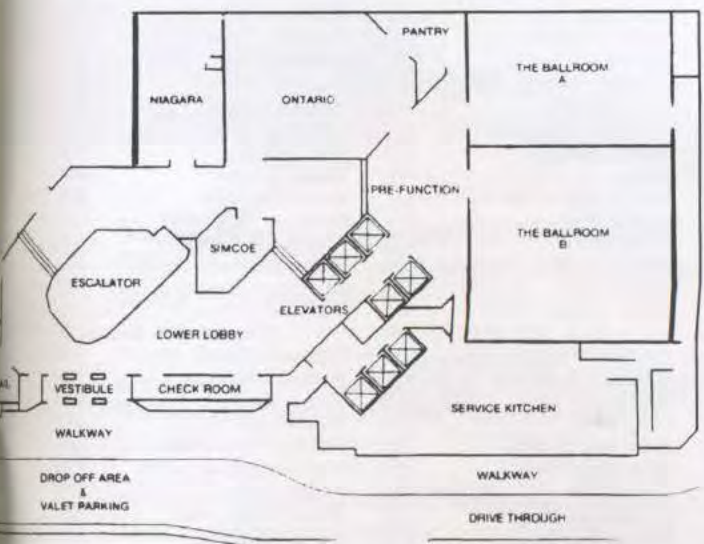 PANTRY
THE BALLROOM
A
NIAGARA
ONTARIO
PRE-FUNCTION
THE BALLROOM
B
SIMCOE
ESCALATOR
ELEVATORS
LOWER LOBBY
VESTIBULE
CHECK ROOM
SERVICE KITCHEN
WALKWAY
WALKWAY
DROP OFF AREA
&
VALET PARKING
DRIVE THROUGH